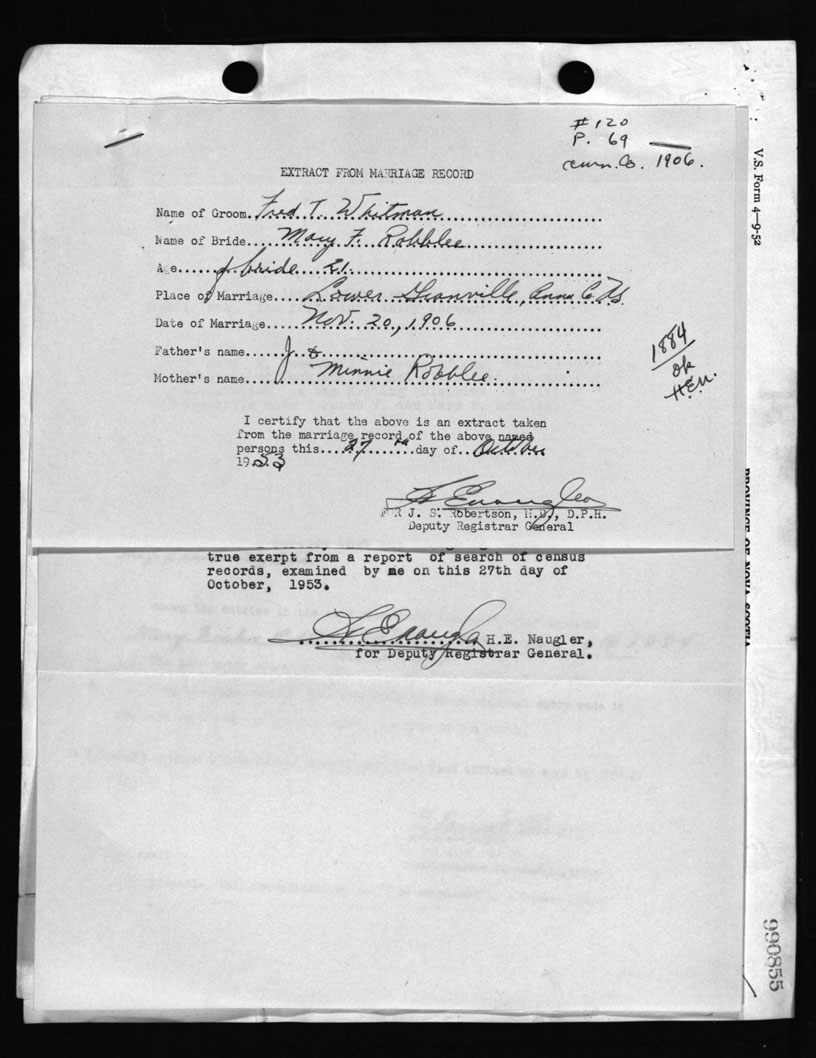 #120
P. 69
1906.
EXTRACT FROM MARRIAGE RECORD
Name of Groom. Fred T. Whitman
Name of Bride.... Mary F. Robblee
Age..... of bride 21.
Place of Marriage.... Lower Granville, Anna Co. N.S.
Date of Marriage.... Nov. 20, 1906
Father's name..... J &
Mother's name.... Minnie Robblee.
1884
ok
H.E.N.
I certify that the above is an extract taken
from the marriage record of the above named
persons this....27th....day of..October
1953
H E Naugler
FOR J. S. Robertson, M.D., D.P.H.
Deputy Registrar General
true exerpt from a report of search of census
records, examined by me on this 27th day of
October, 1953.
H E Naugler H.E. Naugler,
for Deputy Registrar General.
V.S. Form 4—9-52
PROVINCE OF NOVA SCOTIA
990855